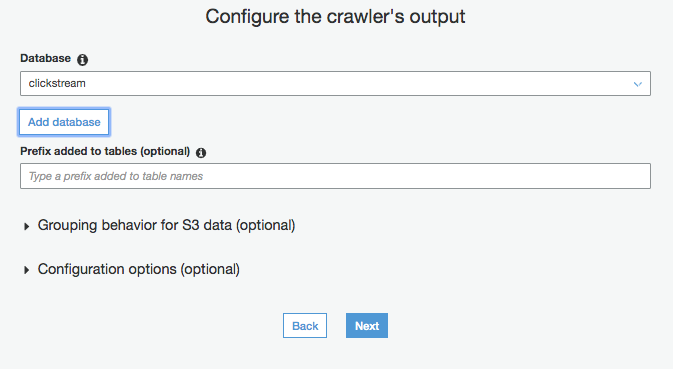 Configure the crawler's output
Database
clickstream
Add database
Prefix added to tables (optional)
Type a prefix added to table names
Grouping behavior for S3 data (optional)
Configuration options (optional)
Back
Next